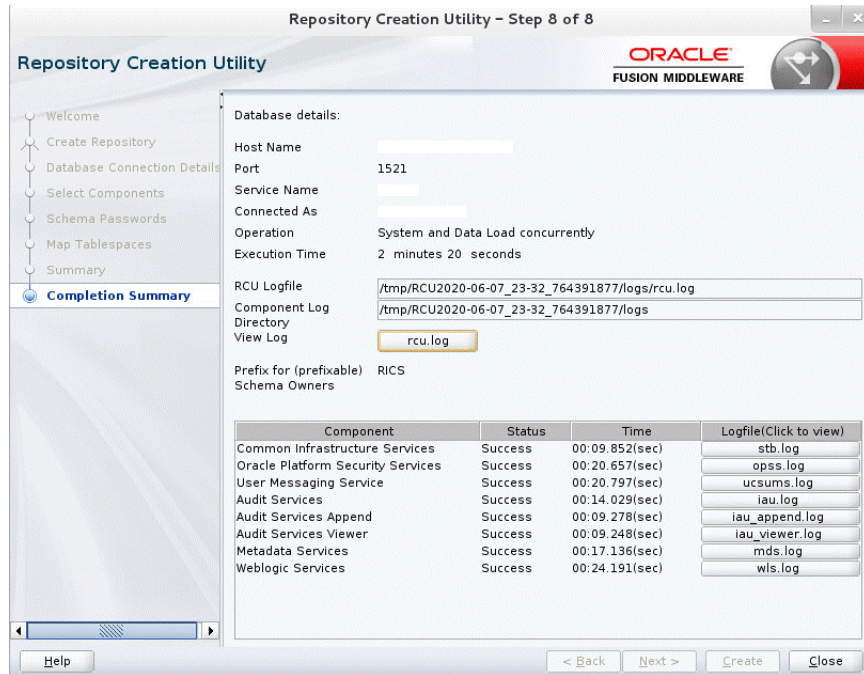 Repository Creation Utility - Step 8 of 8
Repository Creation Utility
ORACLE
FUSION MIDDLEWARE
Welcome
Create Repository
Database Connection Details
Select Components
Schema Passwords
Map Tablespaces
Summary
Completion Summary
Database details:
Host Name
Port 1521
Service Name
Connected As
Operation System and Data Load concurrently
Execution Time 2 minutes 20 seconds
RCU Logfile /tmp/RCU2020-06-07_23-32_764391877/logs/rcu.log
Component Log /tmp/RCU2020-06-07_23-32_764391877/logs
Directory
View Log rcu.log
Prefix for (prefixable) RICS
Schema Owners
Component Status Time Logfile(Click to view)
Common Infrastructure Services Success 00:09.852(sec) stb.log
Oracle Platform Security Services Success 00:20.657(sec) opss.log
User Messaging Service Success 00:20.797(sec) ucsums.log
Audit Services Success 00:14.029(sec) iau.log
Audit Services Append Success 00:09.278(sec) iau_append.log
Audit Services Viewer Success 00:09.248(sec) iau_viewer.log
Metadata Services Success 00:17.136(sec) mds.log
Weblogic Services Success 00:24.191(sec) wls.log
Help < Back Next > Create Close